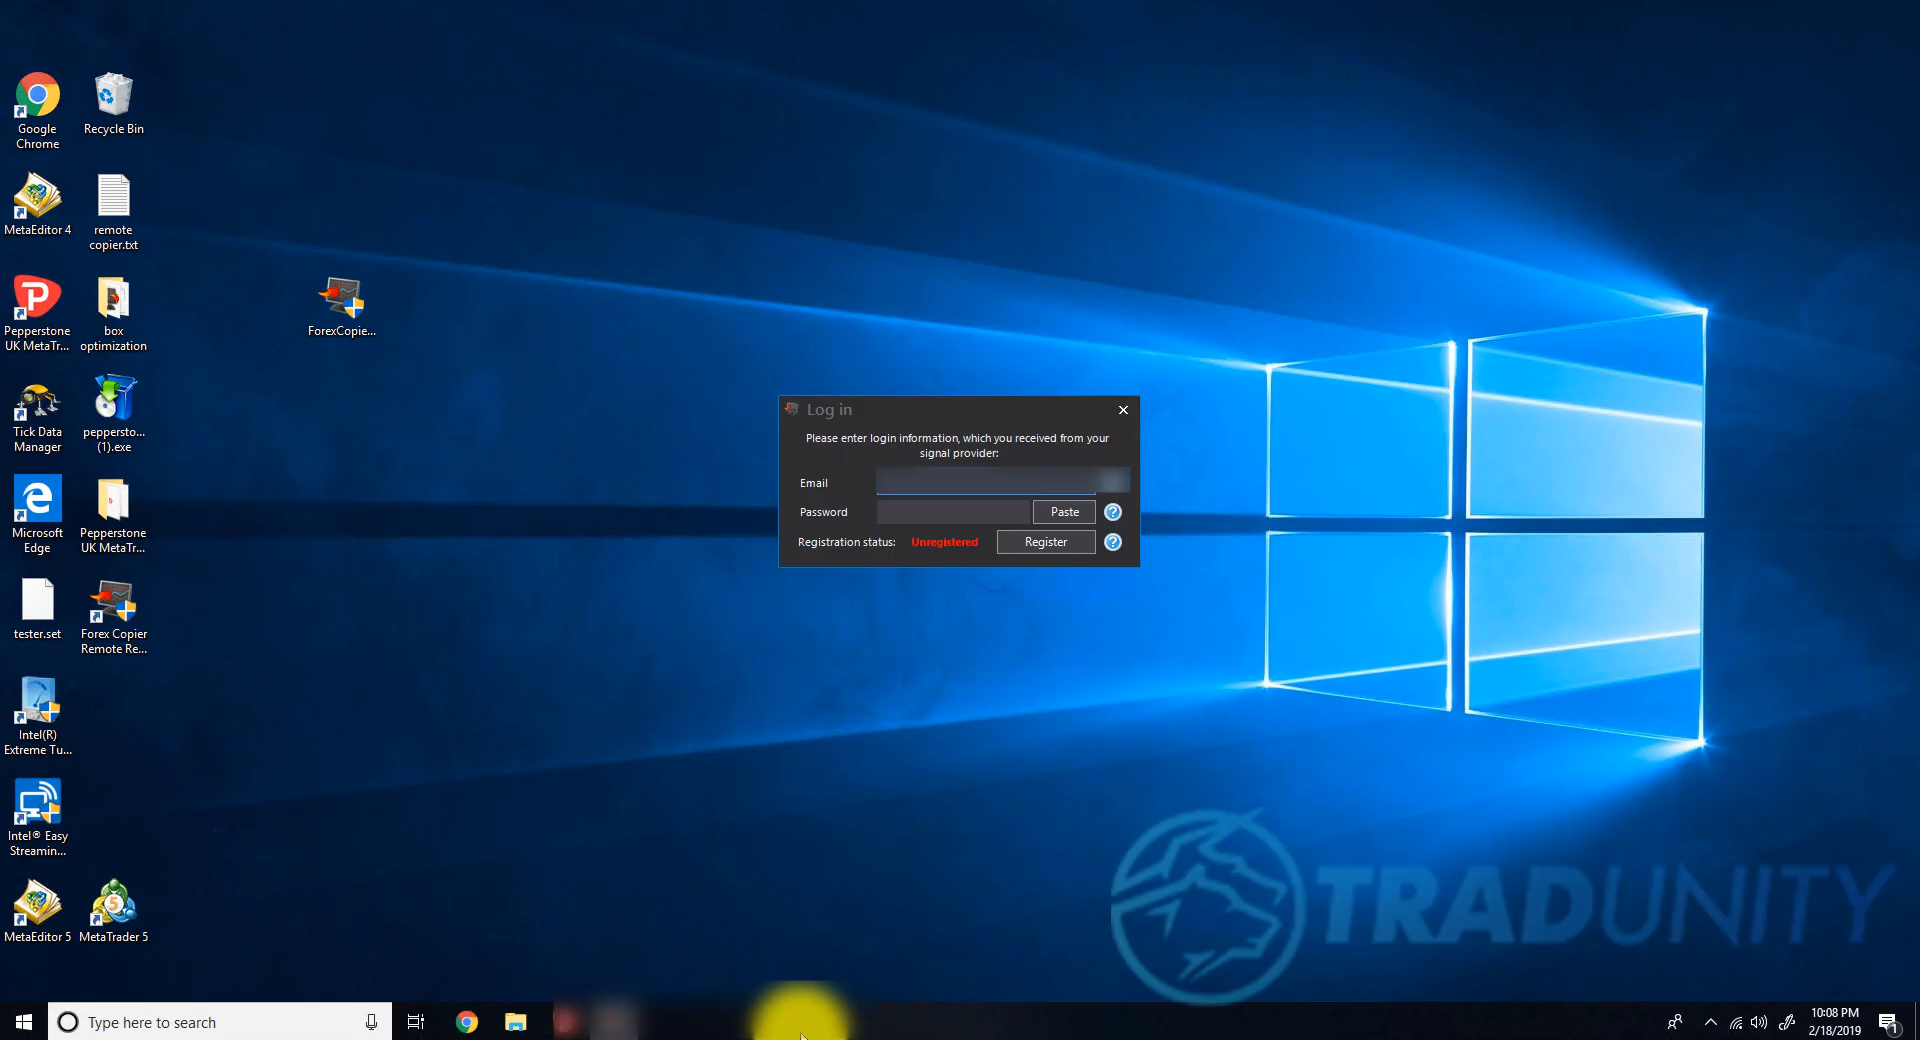 Google
Chrome
Recycle Bin
MetaEditor 4
remote
copier.txt
Pepperstone
UK MetaTr...
box
optimization
ForexCopie...
Tick Data
Manager
peppersto...
(1).exe
Microsoft
Edge
Pepperstone
UK MetaTr...
tester.set
Forex Copier
Remote Re...
Intel(R)
Extreme Tu...
Intel® Easy
Streamin...
MetaEditor 5
MetaTrader 5
Log in
Please enter login information, which you received from your
signal provider:
Email
Password
Paste
Registration status:
Unregistered
Register
TRADUNITY
Type here to search
10:08 PM
2/18/2019
1